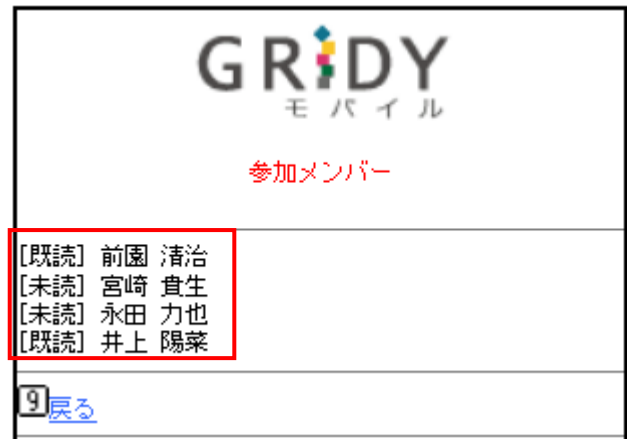 GRiDY
モバイル
参加メンバー
[既読] 前園 清治
[未読] 宮崎 貴生
[未読] 永田 力也
[既読] 井上 陽菜
9戻る